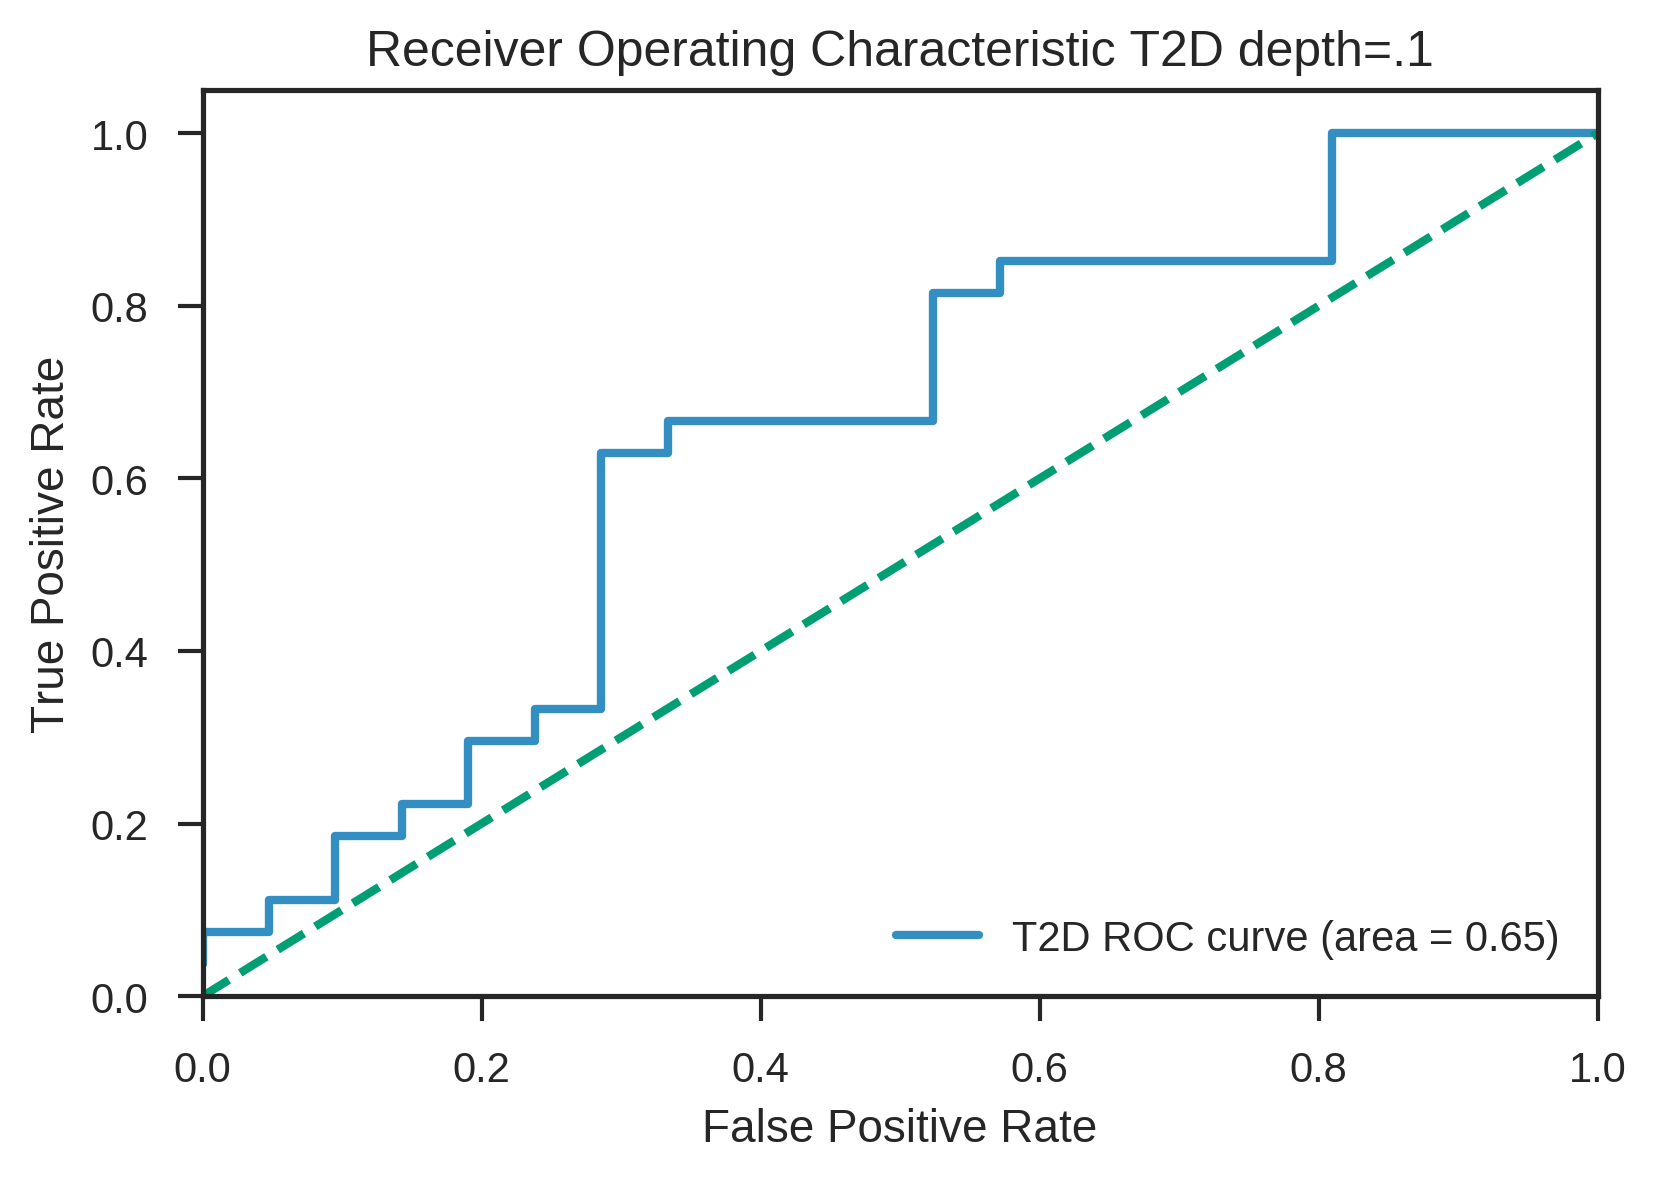 Receiver Operating Characteristic T2D depth=.1
True Positive Rate
1.0
0.8
0.6
0.4
0.2
0.0
T2D ROC curve (area = 0.65)
0.0 0.2 0.4 0.6 0.8 1.0
False Positive Rate